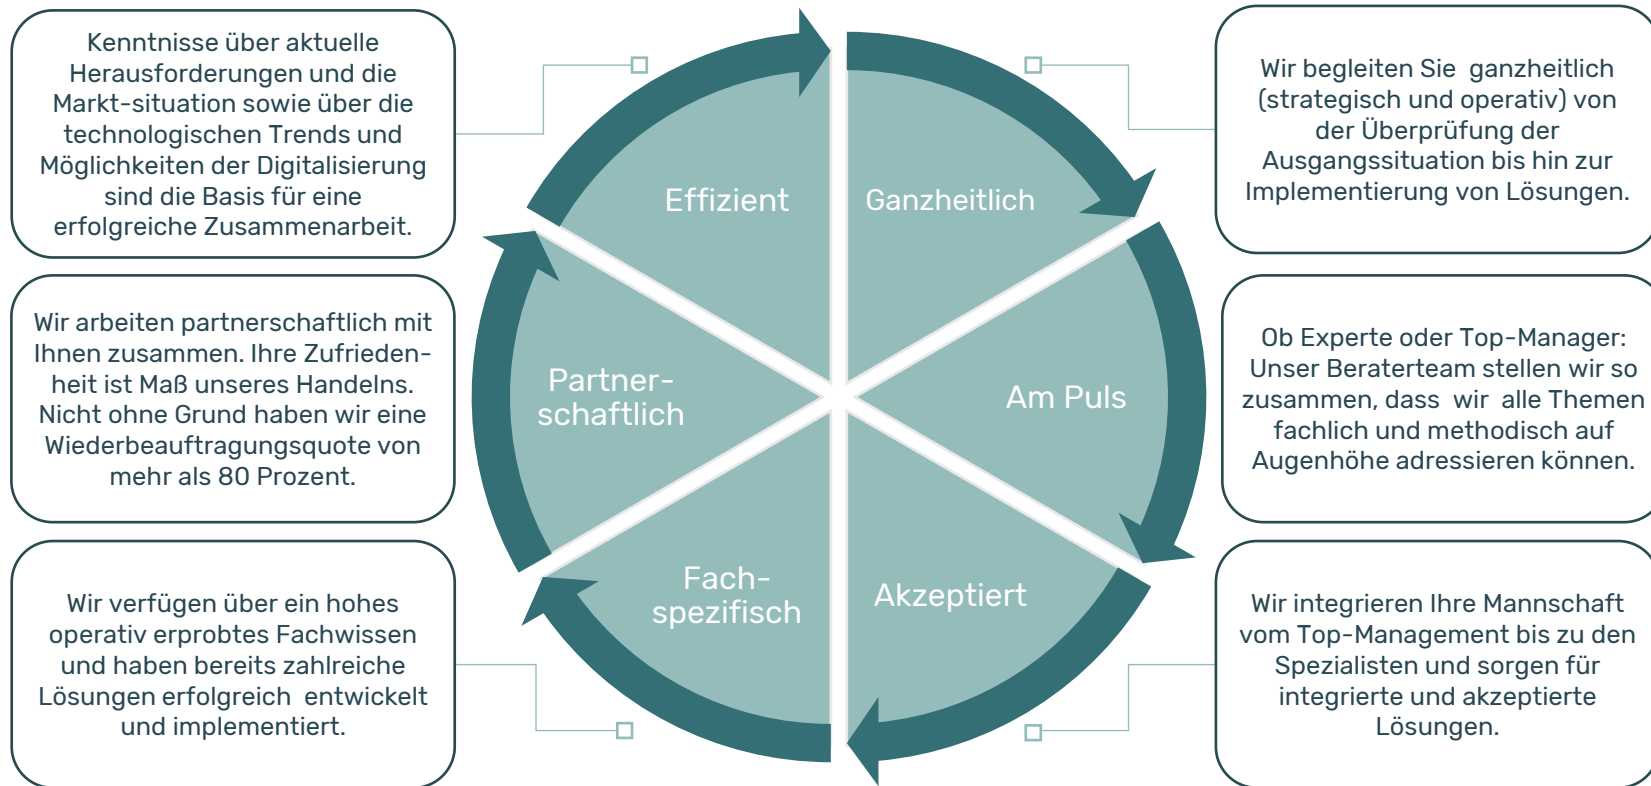 Kenntnisse über aktuelle
Herausforderungen und die
Markt-situation sowie über die
technologischen Trends und
Möglichkeiten der Digitalisierung
sind die Basis für eine
erfolgreiche Zusammenarbeit.
Wir arbeiten partnerschaftlich mit
Ihnen zusammen. Ihre Zufrieden-
heit ist Maß unseres Handelns.
Nicht ohne Grund haben wir eine
Wiederbeauftragungsquote von
mehr als 80 Prozent.
Wir verfügen über ein hohes
operativ erprobtes Fachwissen
und haben bereits zahlreiche
Lösungen erfolgreich entwickelt
und implementiert.
Effizient
Ganzheitlich
Partner-
schaftlich
Am Puls
Fach-
spezifisch
Akzeptiert
Wir begleiten Sie ganzheitlich
(strategisch und operativ) von
der Überprüfung der
Ausgangssituation bis hin zur
Implementierung von Lösungen.
Ob Experte oder Top-Manager:
Unser Beraterteam stellen wir so
zusammen, dass wir alle Themen
fachlich und methodisch auf
Augenhöhe adressieren können.
Wir integrieren Ihre Mannschaft
vom Top-Management bis zu den
Spezialisten und sorgen für
integrierte und akzeptierte
Lösungen.